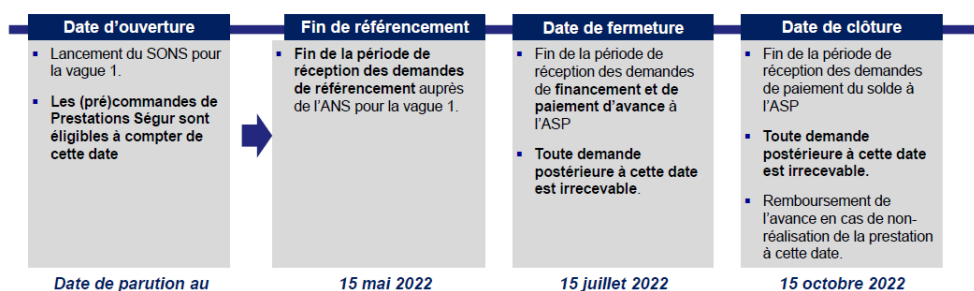 Date d'ouverture
Lancement du SONS pour
la vague 1.
Les (pré)commandes de
Prestations Ségur sont
éligibles à compter de
cette date
Date de parution au
Fin de référencement
Fin de la période de
réception des demandes
de référencement auprès
de l'ANS pour la vague 1.
15 mai 2022
Date de fermeture
Fin de la période de
réception des demandes
de financement et de
paiement d'avance à
l'ASP
Toute demande
postérieure à cette date
est irrecevable.
15 juillet 2022
Date de clôture
Fin de la période de
réception des demandes
de paiement du solde à
l'ASP
Toute demande
postérieure à cette date
est irrecevable.
Remboursement de
l'avance en cas de non-
réalisation de la prestation
à cette date.
15 octobre 2022